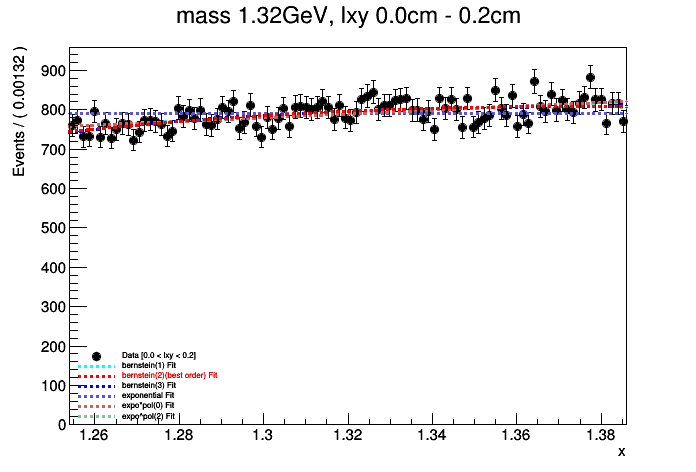 mass 1.32GeV, lxy 0.0cm - 0.2cm
Events / ( 0.00132 )
900
800
700
600
500
400
300
200
100
0
Data [0.0 < lxy < 0.2]
bernstein(1) Fit
bernstein(2)(best order) Fit
bernstein(3) Fit
exponential Fit
expo*pol(0) Fit
expo*pol(2) Fit
1.26 1.28 1.3 1.32 1.34 1.36 1.38
x